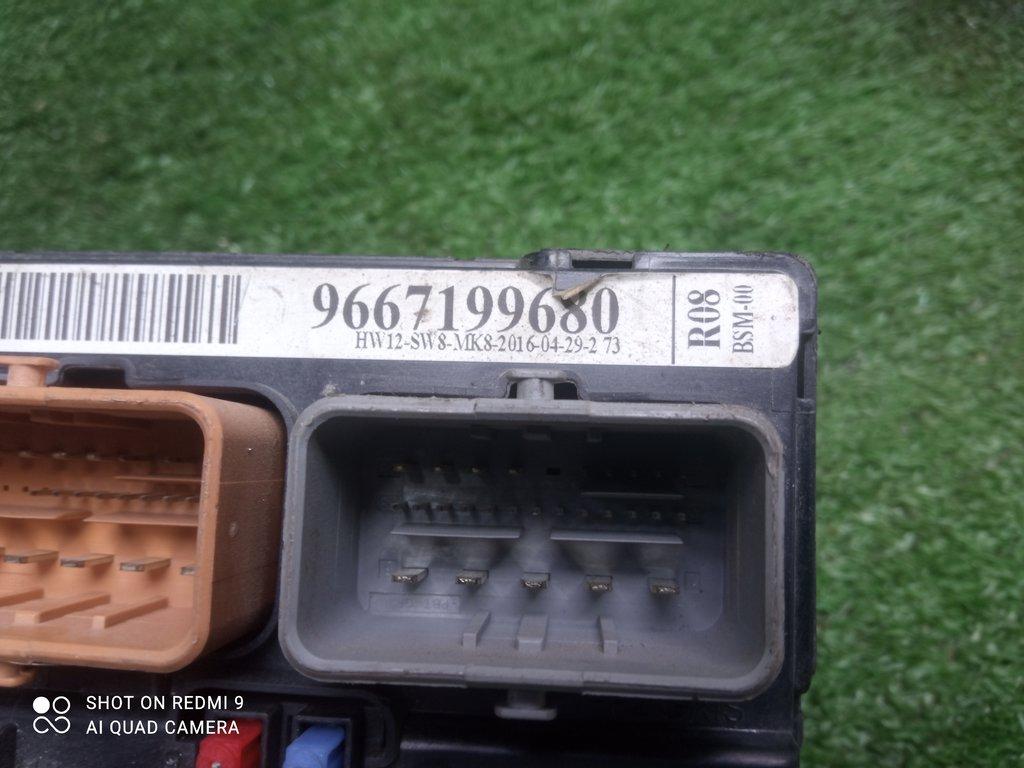 9667199680
HW12-SW8-MK8-2016-04-29-2 73
R08
BSM-00
SHOT ON REDMI 9
AI QUAD CAMERA